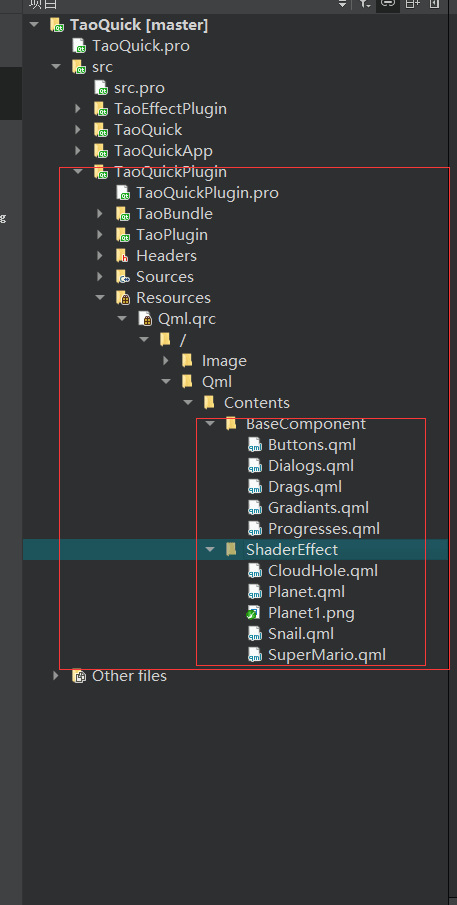 项目
TaoQuick [master]
TaoQuick.pro
src
src.pro
TaoEffectPlugin
TaoQuick
TaoQuickApp
TaoQuickPlugin
TaoQuickPlugin.pro
TaoBundle
TaoPlugin
Headers
Sources
Resources
Qml.qrc
/
Image
Qml
Contents
BaseComponent
Buttons.qml
Dialogs.qml
Drags.qml
Gradiants.qml
Progresses.qml
ShaderEffect
CloudHole.qml
Planet.qml
Planet1.png
Snail.qml
SuperMario.qml
Other files
g